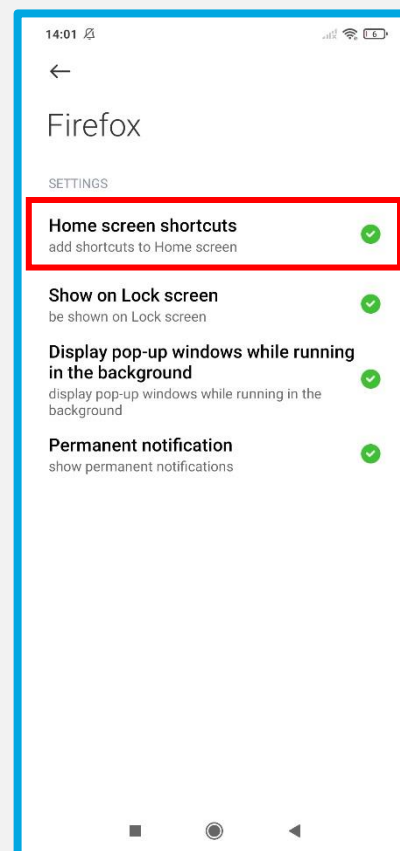 14:01
6
Firefox
SETTINGS
Home screen shortcuts
add shortcuts to Home screen
Show on Lock screen
be shown on Lock screen
Display pop-up windows while running
in the background
display pop-up windows while running in the
background
Permanent notification
show permanent notifications